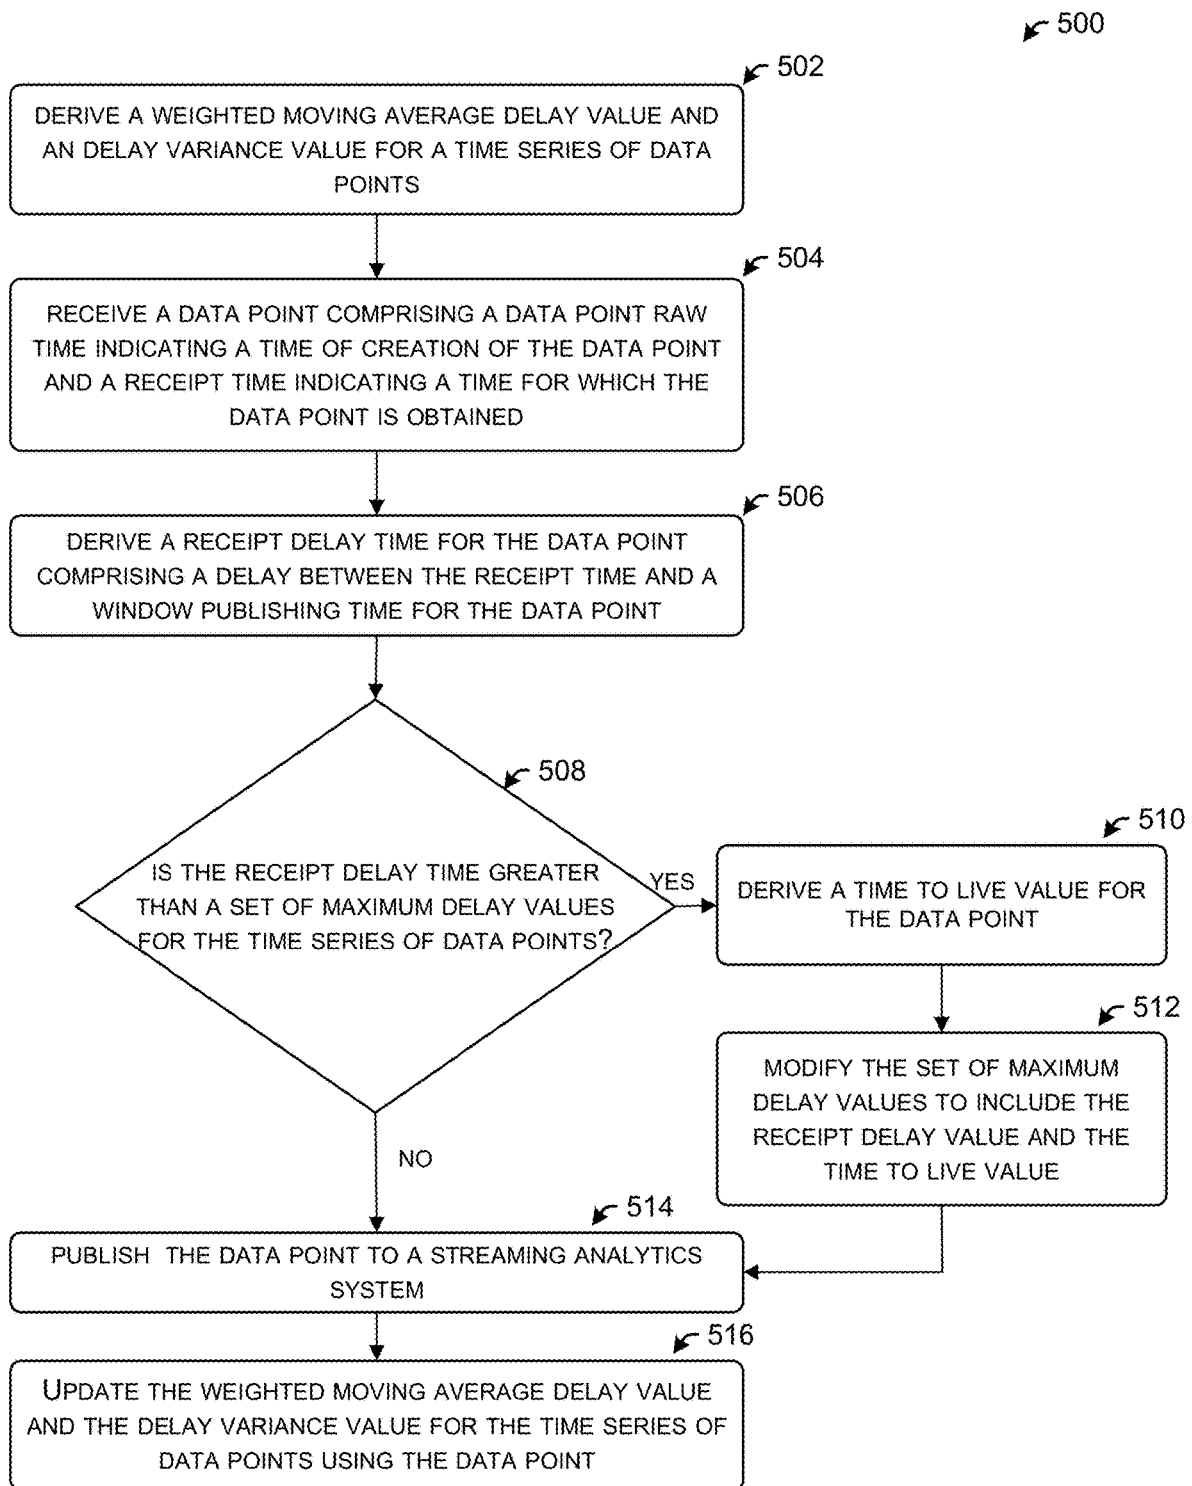 500
502
DERIVE A WEIGHTED MOVING AVERAGE DELAY VALUE AND
AN DELAY VARIANCE VALUE FOR A TIME SERIES OF DATA
POINTS
504
RECEIVE A DATA POINT COMPRISING A DATA POINT RAW
TIME INDICATING A TIME OF CREATION OF THE DATA POINT
AND A RECEIPT TIME INDICATING A TIME FOR WHICH THE
DATA POINT IS OBTAINED
506
DERIVE A RECEIPT DELAY TIME FOR THE DATA POINT
COMPRISING A DELAY BETWEEN THE RECEIPT TIME AND A
WINDOW PUBLISHING TIME FOR THE DATA POINT
508
IS THE RECEIPT DELAY TIME GREATER
THAN A SET OF MAXIMUM DELAY VALUES
FOR THE TIME SERIES OF DATA POINTS?
YES
510
DERIVE A TIME TO LIVE VALUE FOR
THE DATA POINT
512
MODIFY THE SET OF MAXIMUM
DELAY VALUES TO INCLUDE THE
RECEIPT DELAY VALUE AND THE
TIME TO LIVE VALUE
NO
514
PUBLISH THE DATA POINT TO A STREAMING ANALYTICS
SYSTEM
516
UPDATE THE WEIGHTED MOVING AVERAGE DELAY VALUE
AND THE DELAY VARIANCE VALUE FOR THE TIME SERIES OF
DATA POINTS USING THE DATA POINT